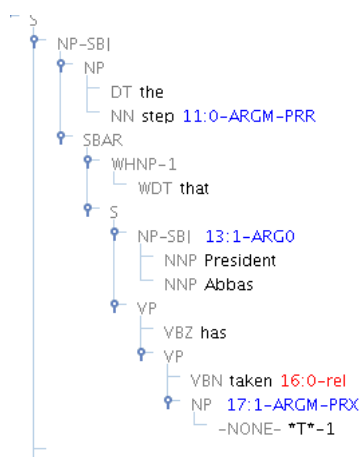 S
NP-SBJ
NP
DT the
NN step 11:0-ARGM-PRR
SBAR
WHNP-1
WDT that
S
NP-SBJ 13:1-ARG0
NNP President
NNP Abbas
VP
VBZ has
VP
VBN taken 16:0-rel
NP 17:1-ARGM-PRX
-NONE- *T*-1